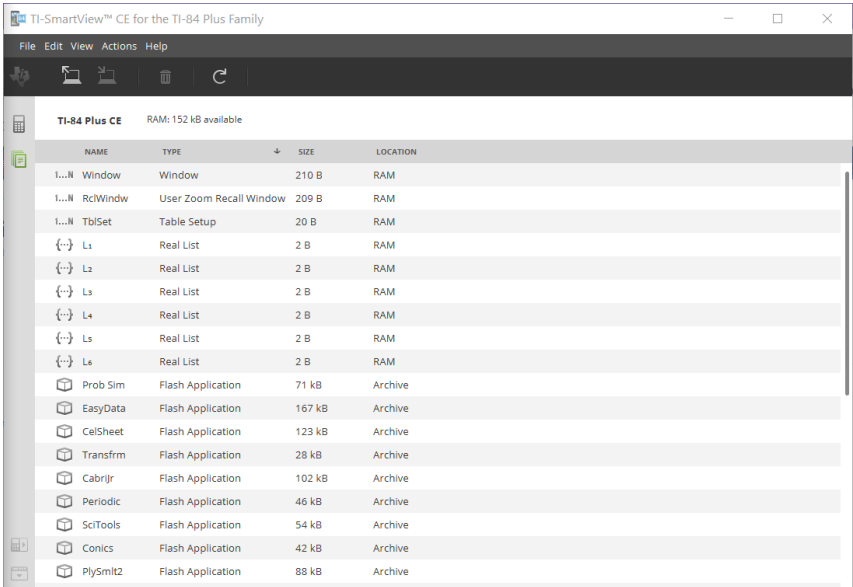 TI-SmartView™ CE for the TI-84 Plus Family
File Edit View Actions Help
TI-84 Plus CE RAM: 152 kB available
NAME TYPE SIZE LOCATION
1...N Window Window 210 B RAM
1...N RclWindw User Zoom Recall Window 209 B RAM
1...N TblSet Table Setup 20 B RAM
{...} L₁ Real List 2 B RAM
{...} L₂ Real List 2 B RAM
{...} L₃ Real List 2 B RAM
{...} L₄ Real List 2 B RAM
{...} L₅ Real List 2 B RAM
{...} L₆ Real List 2 B RAM
Prob Sim Flash Application 71 kB Archive
EasyData Flash Application 167 kB Archive
CelSheet Flash Application 123 kB Archive
Transfrm Flash Application 28 kB Archive
CabriJr Flash Application 102 kB Archive
Periodic Flash Application 46 kB Archive
SciTools Flash Application 54 kB Archive
Conics Flash Application 42 kB Archive
PlySmlt2 Flash Application 88 kB Archive